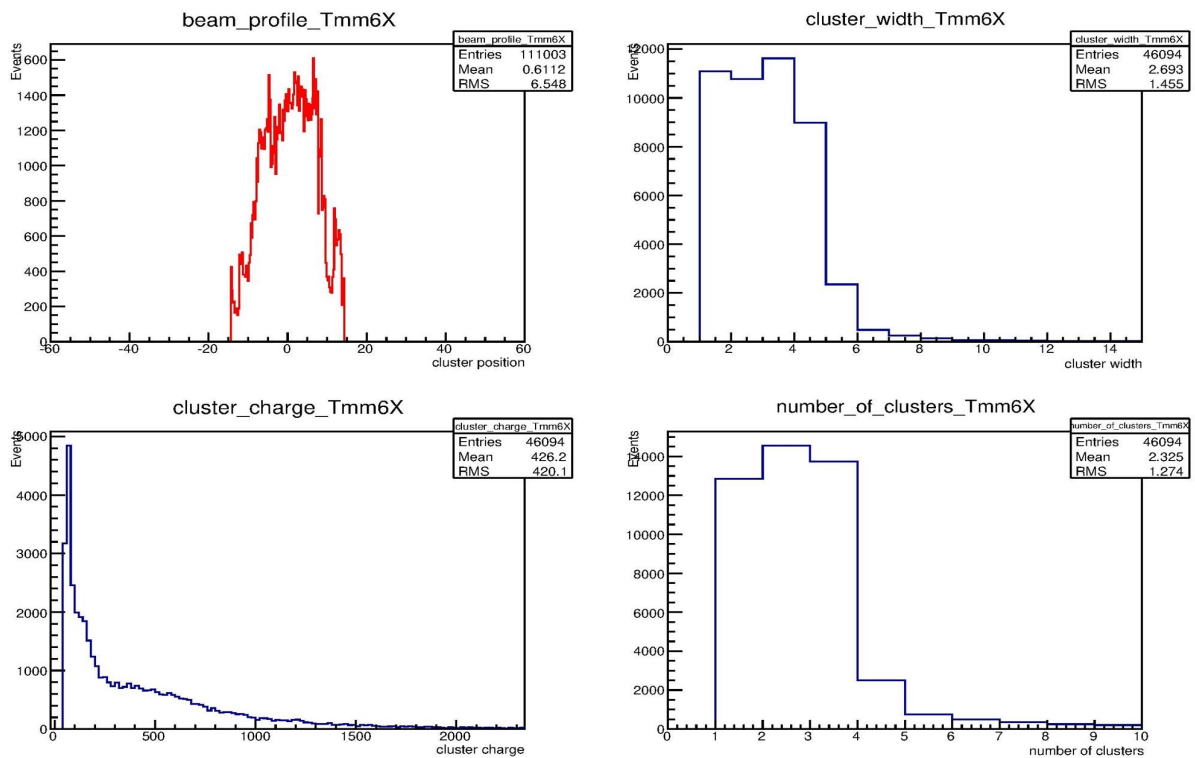 beam_profile_Tmm6X
beam_profile_Tmm6X
Entries 111003
Mean 0.6112
RMS 6.548
Events
1600
1400
1200
1000
800
600
400
200
0
-60 -40 -20 0 20 40 60
cluster position
cluster_width_Tmm6X
cluster_width_Tmm6X
Entries 46094
Mean 2.693
RMS 1.455
Events
12000
10000
8000
6000
4000
2000
0
0 2 4 6 8 10 12 14
cluster width
cluster_charge_Tmm6X
cluster_charge_Tmm6X
Entries 46094
Mean 426.2
RMS 420.1
Events
5000
4000
3000
2000
1000
0
0 500 1000 1500 2000
cluster charge
number_of_clusters_Tmm6X
number_of_clusters_Tmm6X
Entries 46094
Mean 2.325
RMS 1.274
Events
14000
12000
10000
8000
6000
4000
2000
0
0 1 2 3 4 5 6 7 8 9 10
number of clusters